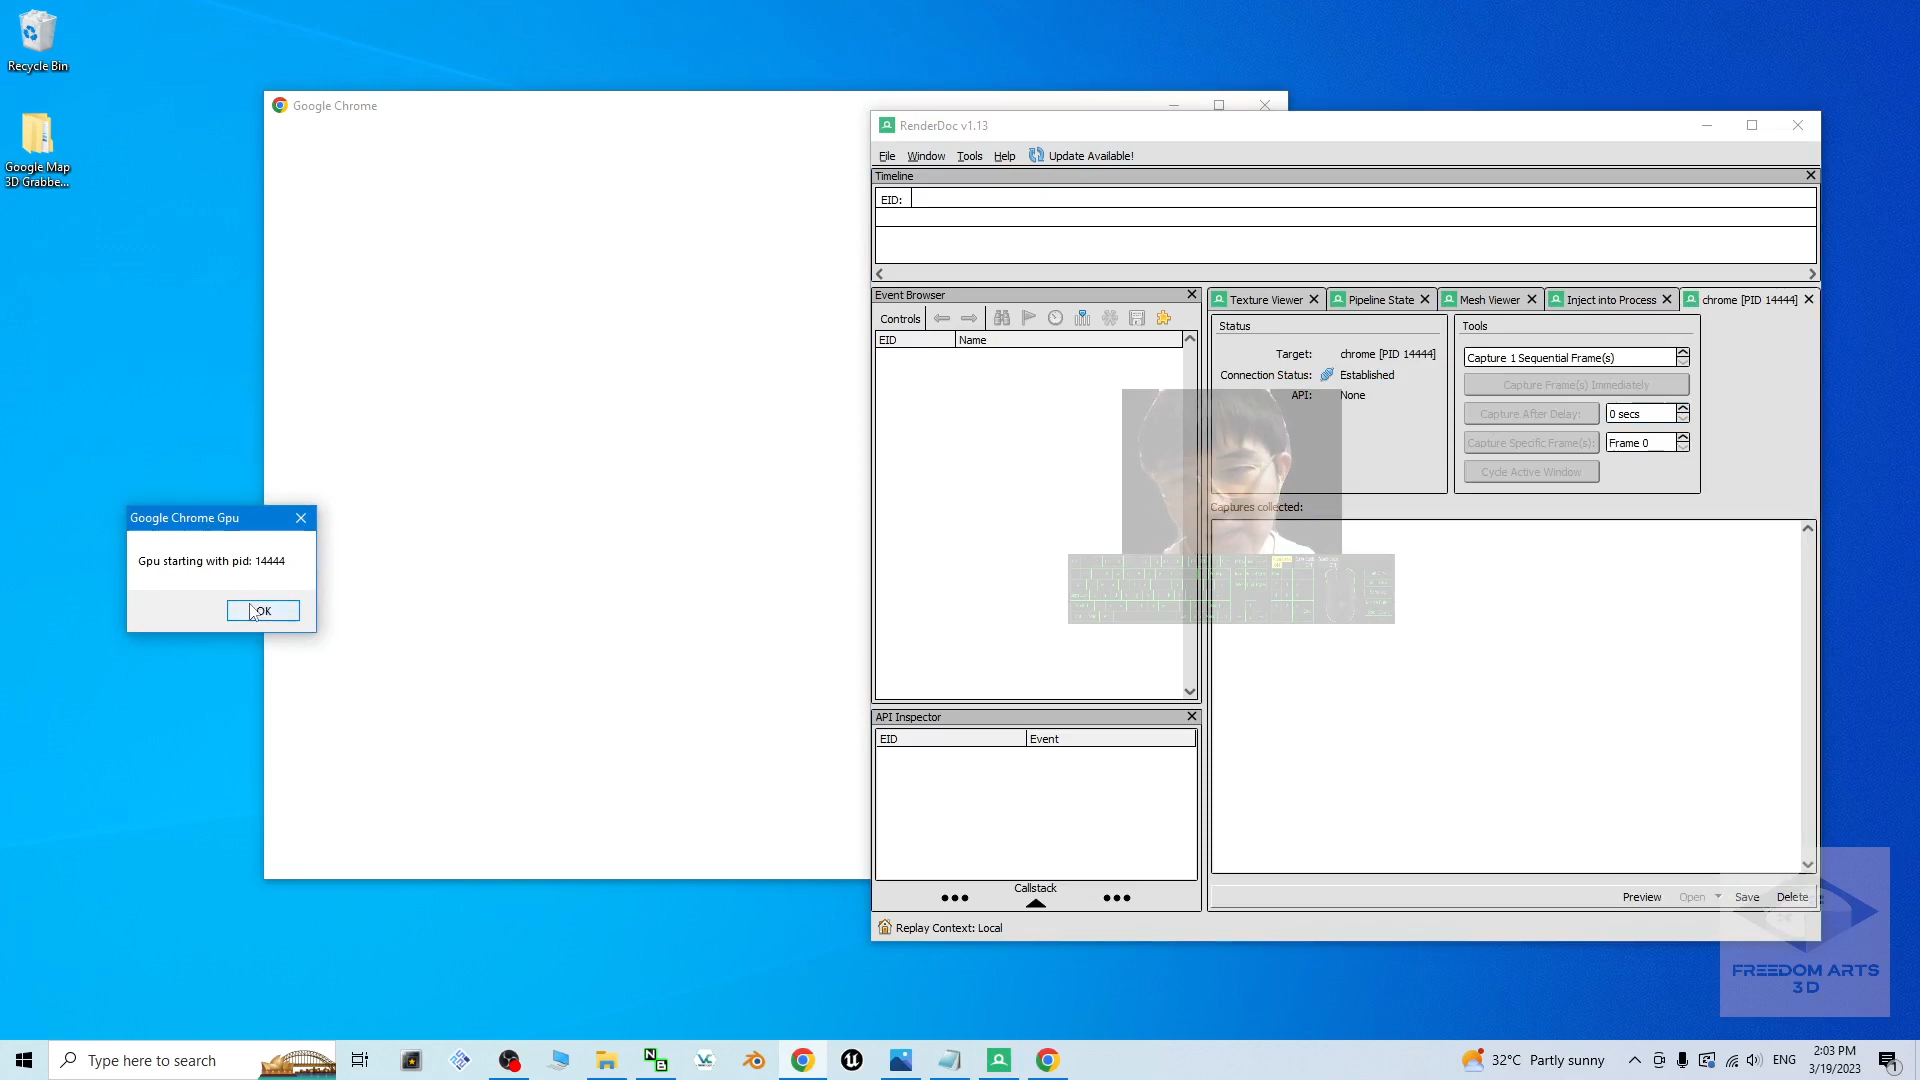 Recycle Bin
Google Map
3D Grabbe...
Google Chrome
Google Chrome Gpu
Gpu starting with pid: 14444
OK
RenderDoc v1.13
File Window Tools Help Update Available!
Timeline
EID:
Event Browser
Controls
EID Name
API Inspector
EID Event
Callstack
Texture Viewer Pipeline State Mesh Viewer Inject into Process chrome [PID 14444]
Status
Target: chrome [PID 14444]
Connection Status: Established
API: None
Tools
Capture 1 Sequential Frame(s)
Capture Frame(s) Immediately
Capture After Delay: 0 secs
Capture Specific Frame(s): Frame 0
Cycle Active Window
Captures collected:
Preview Open Save Delete
Replay Context: Local
FREEDOM ARTS
3D
Type here to search
32°C Partly sunny
ENG
2:03 PM
3/19/2023